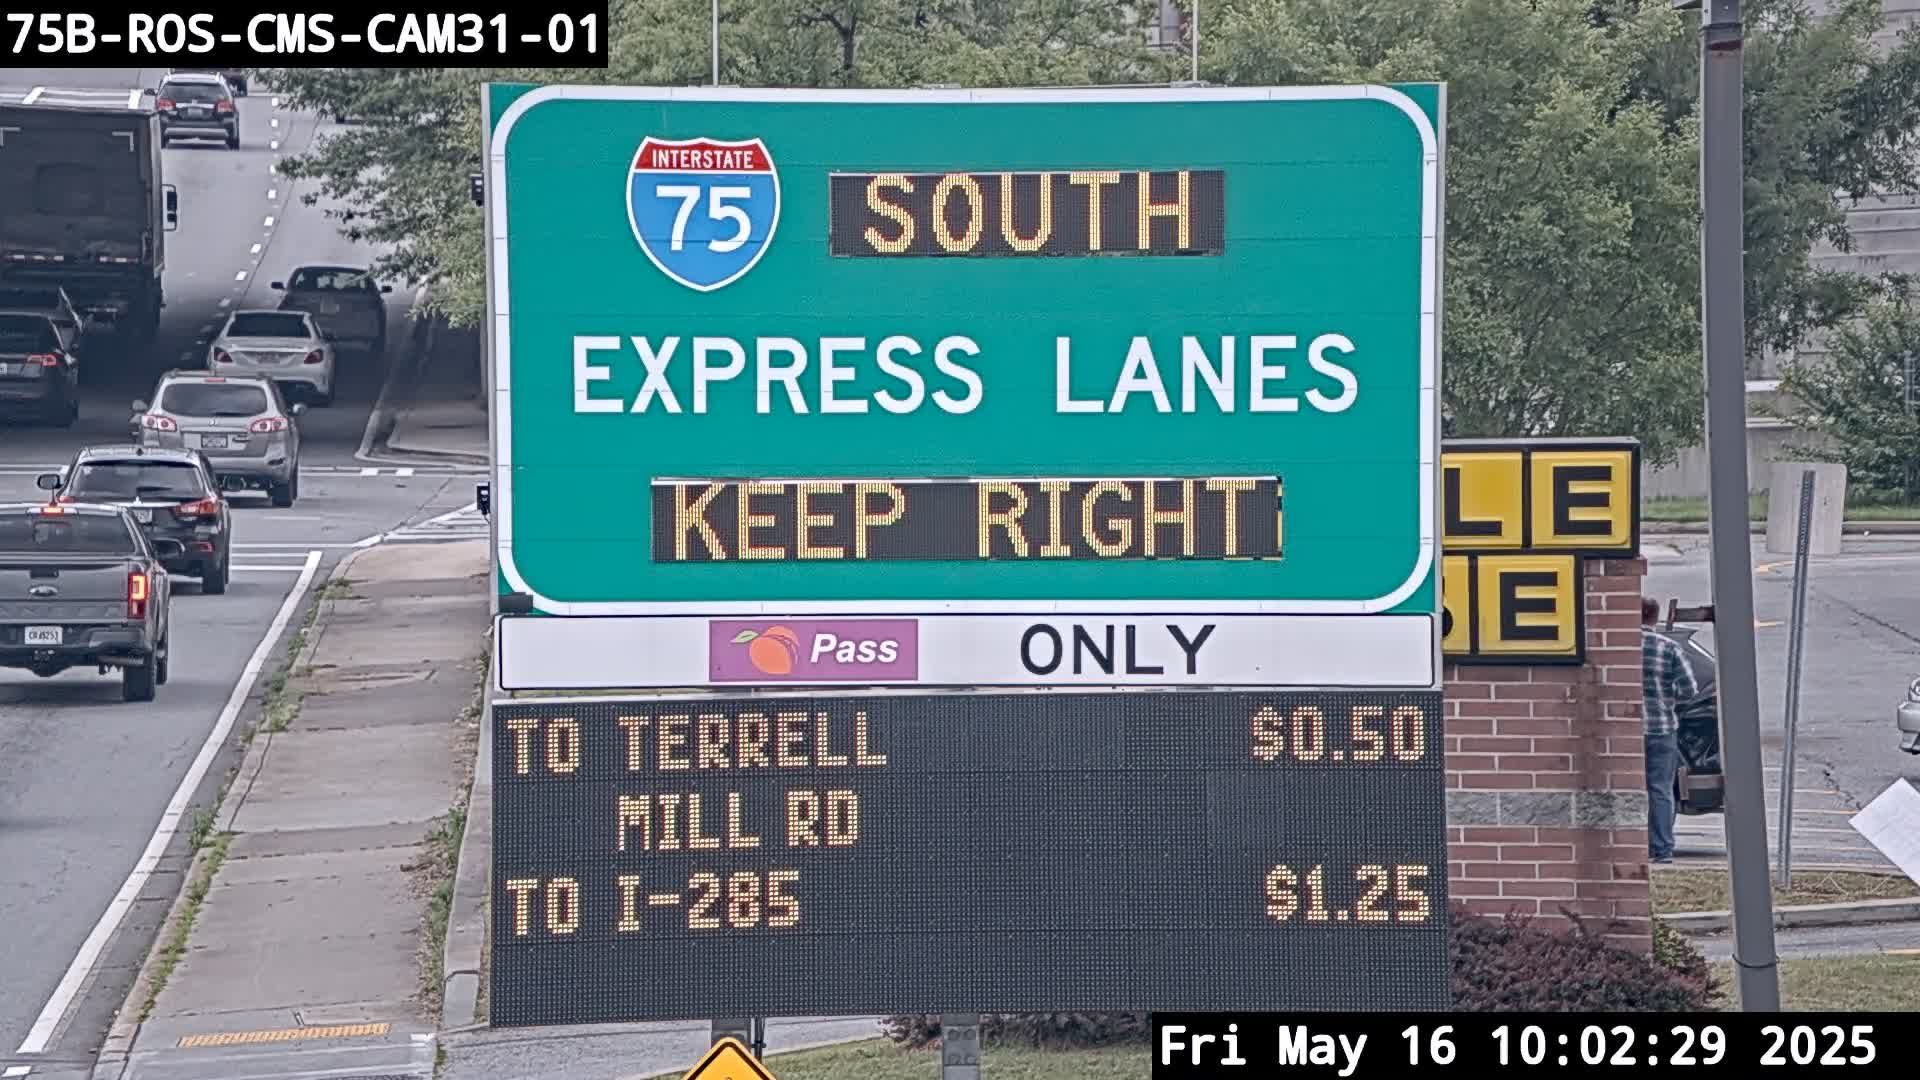 75B-ROS-CMS-CAM31-01
INTERSTATE
75
SOUTH
EXPRESS LANES
KEEP RIGHT
Pass ONLY
TO TERRELL $0.50
MILL RD
TO I-285 $1.25
LE
E
Fri May 16 10:02:29 2025